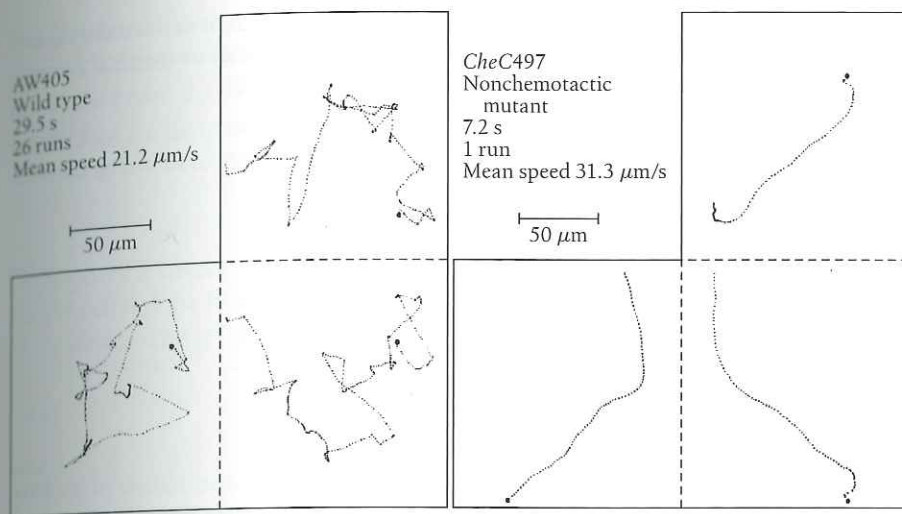 AW405
Wild type
29.5 s
26 runs
Mean speed 21.2 μm/s
50 μm
CheC497
Nonchemotactic
mutant
7.2 s
1 run
Mean speed 31.3 μm/s
50 μm